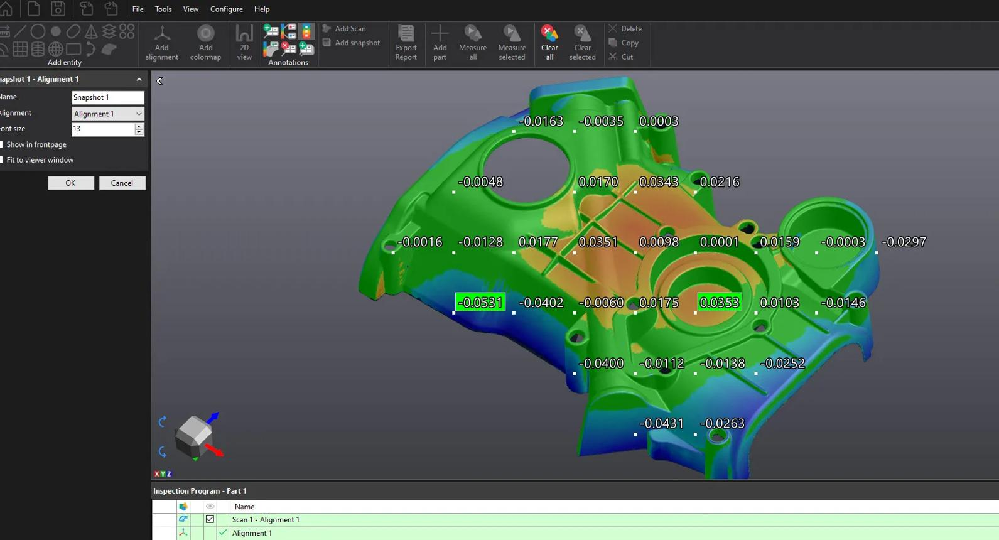 File Tools View Configure Help
Add entity
Add alignment
Add colormap
2D view
Annotations
Add Scan
Add snapshot
Export Report
Add part
Measure all
Measure selected
Clear all
Clear selected
Delete
Copy
Cut
napshot 1 - Alignment 1
Name Snapshot 1
Alignment Alignment 1
ont size 13
Show in frontpage
Fit to viewer window
OK Cancel
-0.0163 -0.0035 0.0003
-0.0048 0.0170 0.0343 0.0216
-0.0016 -0.0128 0.0177 0.0351 0.0098 0.0001 0.0159 -0.0003 -0.0297
-0.0531 -0.0402 -0.0060 0.0175 0.0353 0.0103 -0.0146
-0.0400 -0.0112 -0.0138 -0.0252
-0.0431 -0.0263
X Y Z
Inspection Program - Part 1
Name
Scan 1 - Alignment 1
Alignment 1